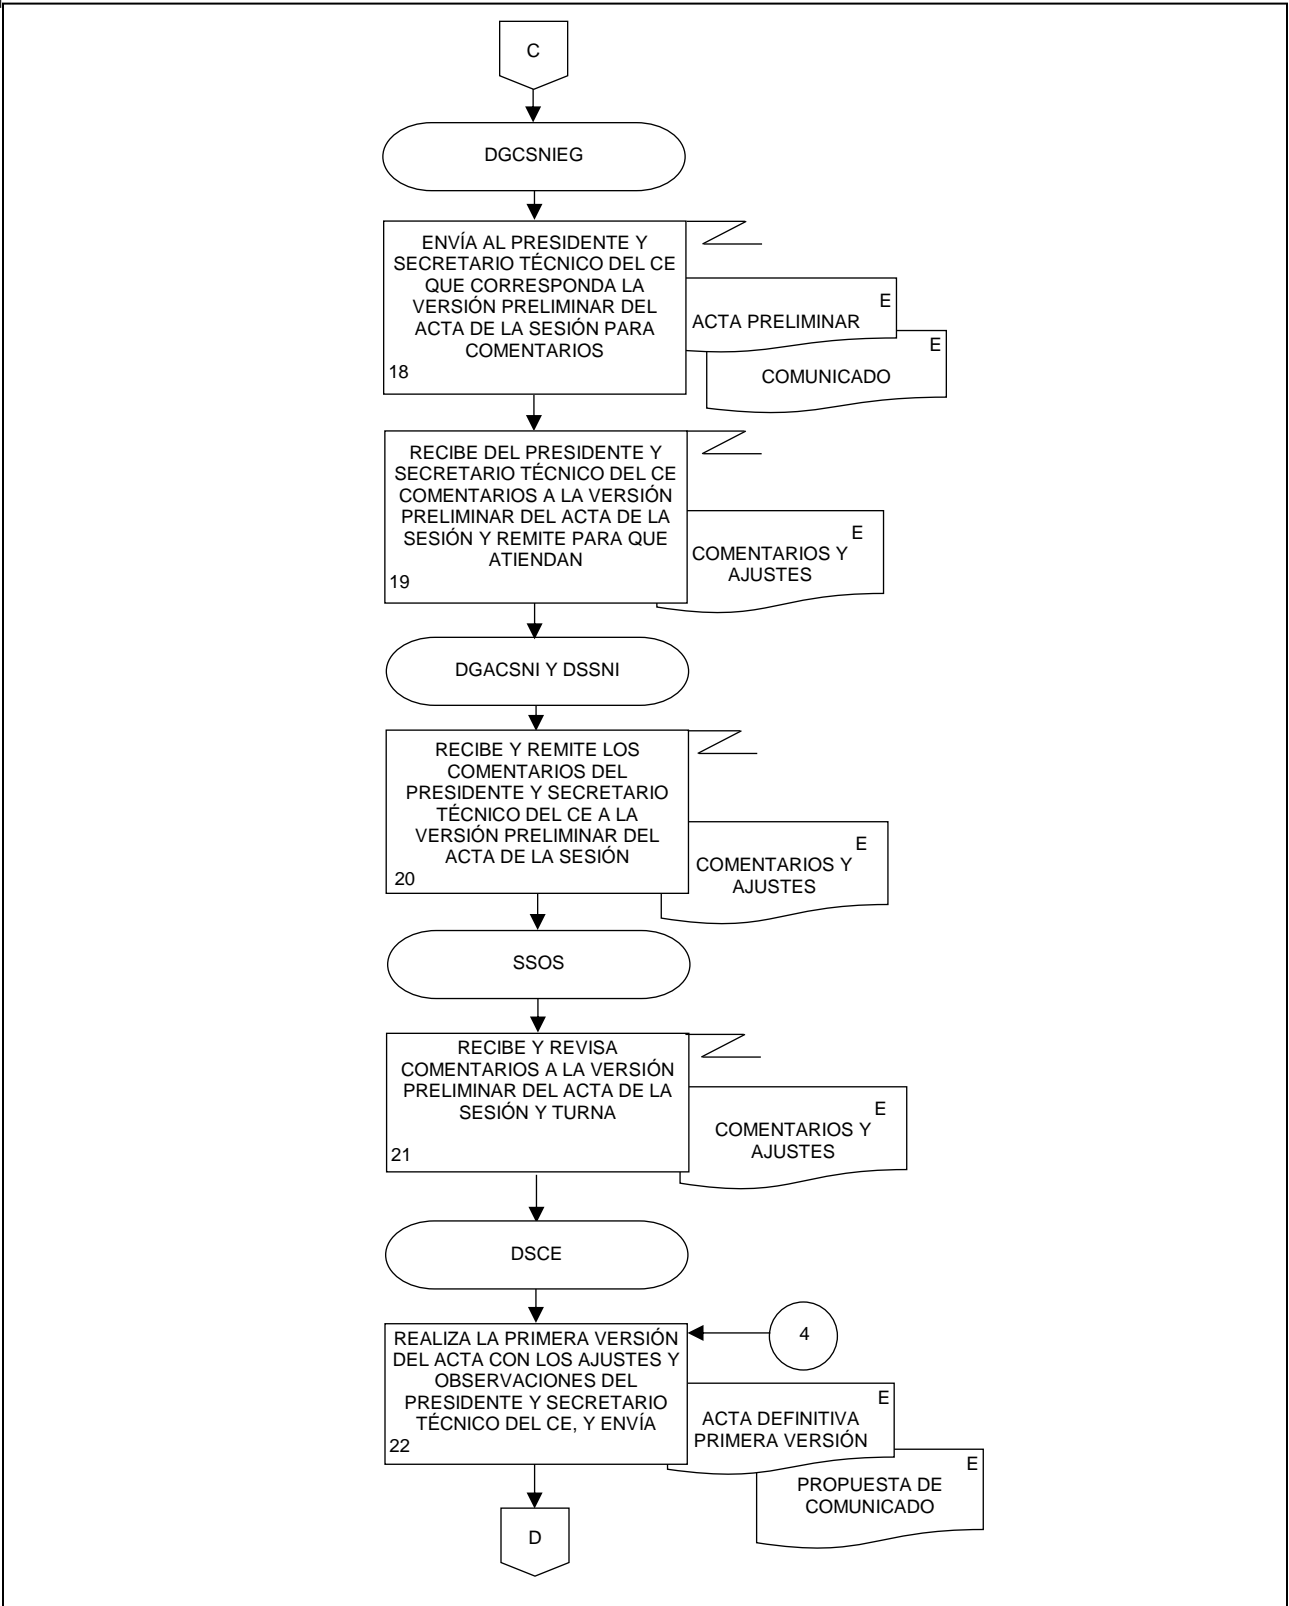 C
DGCSNIEG
ENVÍA AL PRESIDENTE Y
SECRETARIO TÉCNICO DEL CE
QUE CORRESPONDA LA
VERSIÓN PRELIMINAR DEL
ACTA DE LA SESIÓN PARA
COMENTARIOS
18
E
ACTA PRELIMINAR
E
COMUNICADO
RECIBE DEL PRESIDENTE Y
SECRETARIO TÉCNICO DEL CE
COMENTARIOS A LA VERSIÓN
PRELIMINAR DEL ACTA DE LA
SESIÓN Y REMITE PARA QUE
ATIENDAN
19
E
COMENTARIOS Y
AJUSTES
DGACSNI Y DSSNI
RECIBE Y REMITE LOS
COMENTARIOS DEL
PRESIDENTE Y SECRETARIO
TÉCNICO DEL CE A LA
VERSIÓN PRELIMINAR DEL
ACTA DE LA SESIÓN
20
E
COMENTARIOS Y
AJUSTES
SSOS
RECIBE Y REVISA
COMENTARIOS A LA VERSIÓN
PRELIMINAR DEL ACTA DE LA
SESIÓN Y TURNA
21
E
COMENTARIOS Y
AJUSTES
DSCE
4
REALIZA LA PRIMERA VERSIÓN
DEL ACTA CON LOS AJUSTES Y
OBSERVACIONES DEL
PRESIDENTE Y SECRETARIO
TÉCNICO DEL CE, Y ENVÍA
22
E
ACTA DEFINITIVA
PRIMERA VERSIÓN
E
PROPUESTA DE
COMUNICADO
D